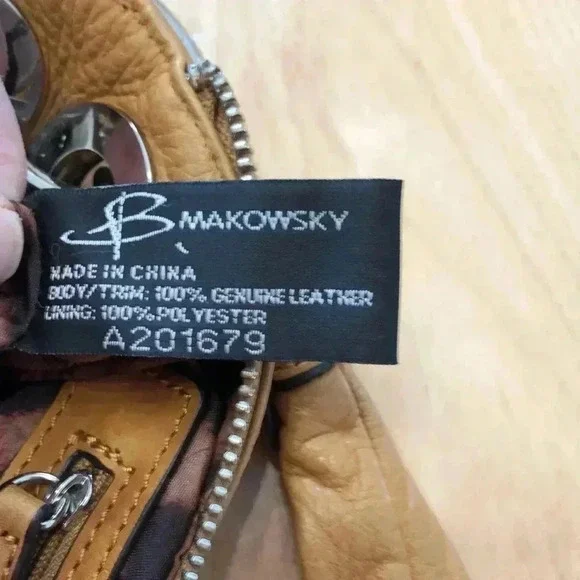 B MAKOWSKY
MADE IN CHINA
BODY/TRIM: 100% GENUINE LEATHER
LINING: 100% POLYESTER
A201679